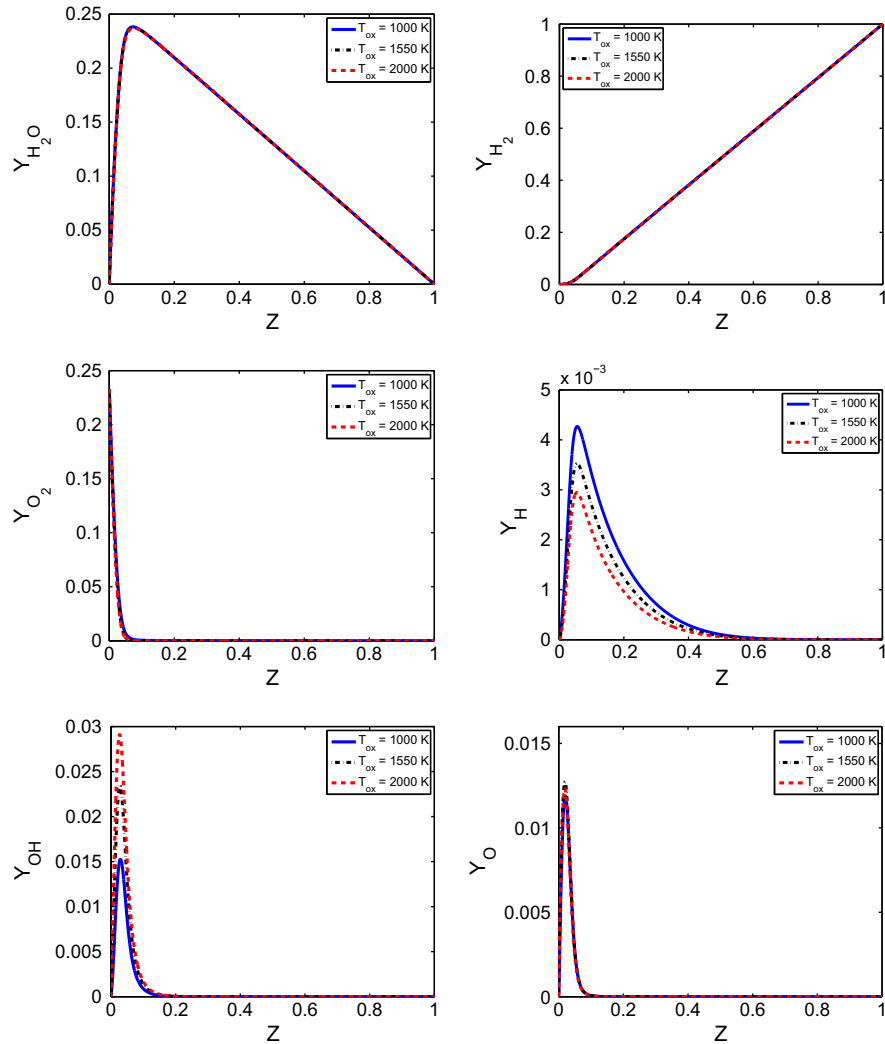 Y_H2O
0.25
0.2
0.15
0.1
0.05
0
0 0.2 0.4 0.6 0.8 1
Z
T_ox = 1000 K
T_ox = 1550 K
T_ox = 2000 K
Y_H2
1
0.8
0.6
0.4
0.2
0
0 0.2 0.4 0.6 0.8 1
Z
T_ox = 1000 K
T_ox = 1550 K
T_ox = 2000 K
Y_O2
0.25
0.2
0.15
0.1
0.05
0
0 0.2 0.4 0.6 0.8 1
Z
T_ox = 1000 K
T_ox = 1550 K
T_ox = 2000 K
x 10^-3
Y_H
5
4
3
2
1
0
0 0.2 0.4 0.6 0.8 1
Z
T_ox = 1000 K
T_ox = 1550 K
T_ox = 2000 K
Y_OH
0.03
0.025
0.02
0.015
0.01
0.005
0
0 0.2 0.4 0.6 0.8 1
Z
T_ox = 1000 K
T_ox = 1550 K
T_ox = 2000 K
Y_O
0.015
0.01
0.005
0
0 0.2 0.4 0.6 0.8 1
Z
T_ox = 1000 K
T_ox = 1550 K
T_ox = 2000 K